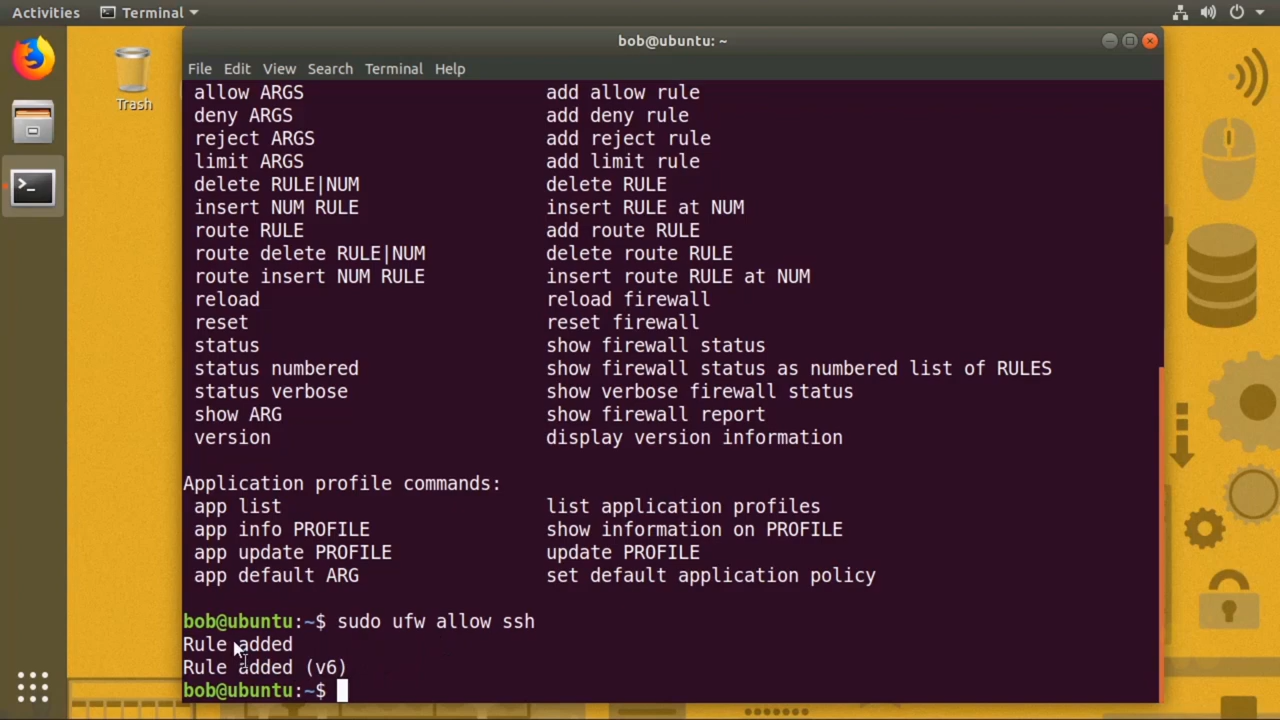 Activities
Terminal
Trash
bob@ubuntu: ~
File Edit View Search Terminal Help
allow ARGS add allow rule
deny ARGS add deny rule
reject ARGS add reject rule
limit ARGS add limit rule
delete RULE|NUM delete RULE
insert NUM RULE insert RULE at NUM
route RULE add route RULE
route delete RULE|NUM delete route RULE
route insert NUM RULE insert route RULE at NUM
reload reload firewall
reset reset firewall
status show firewall status
status numbered show firewall status as numbered list of RULES
status verbose show verbose firewall status
show ARG show firewall report
version display version information
Application profile commands:
app list list application profiles
app info PROFILE show information on PROFILE
app update PROFILE update PROFILE
app default ARG set default application policy
bob@ubuntu:~$ sudo ufw allow ssh
Rule added
Rule added (v6)
bob@ubuntu:~$